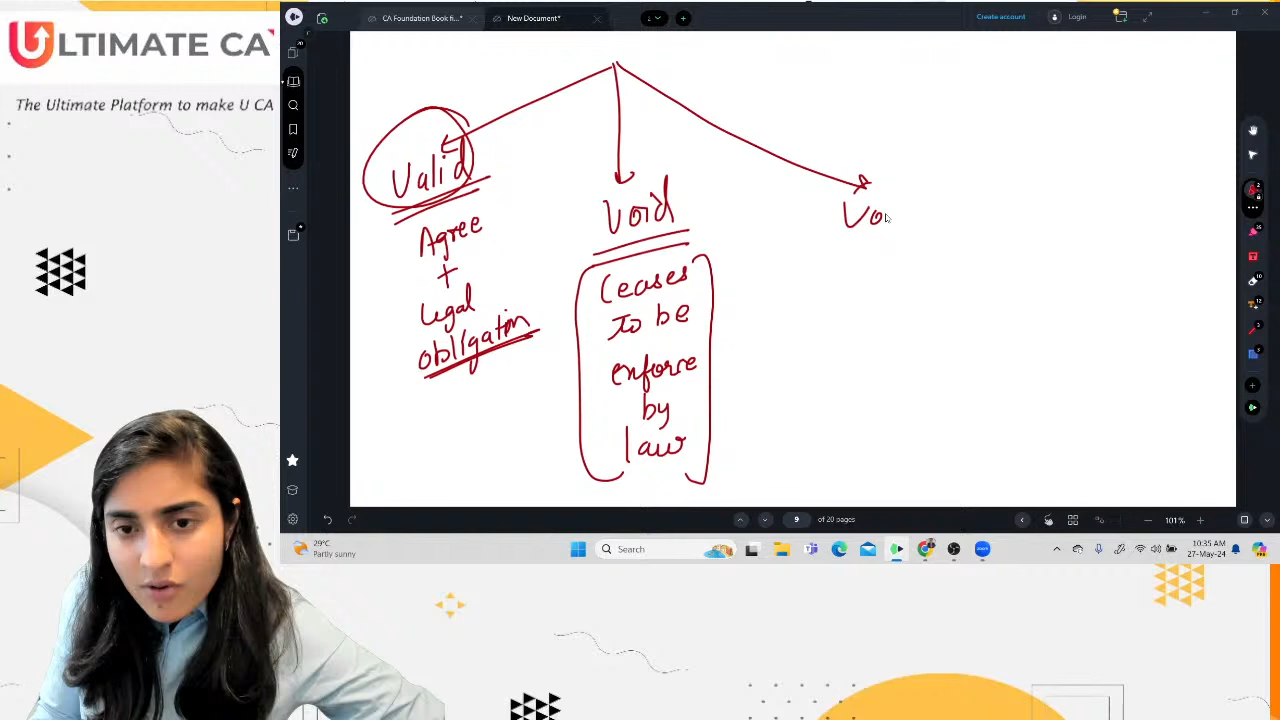 ULTIMATE CA
The Ultimate Platform to make U CA
CA Foundation Book fi...*
New Document*
1
Create account
Login
Valid
Agree
+
Legal
obligation
Void
Ceases
to be
enforce
by
law
Vo
9
of 20 pages
101%
29°C
Partly sunny
Search
10:35 AM
27-May-24